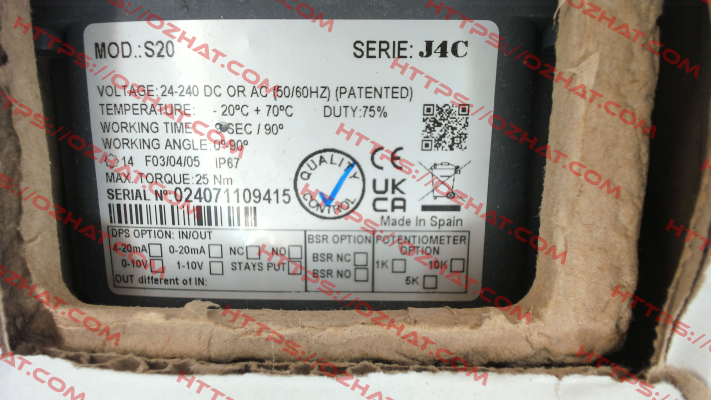 MOD.: S20 SERIE: J4C
VOLTAGE: 24-240 DC OR AC (50/60HZ) (PATENTED)
TEMPERATURE: - 20ºC + 70ºC DUTY:75%
WORKING TIME: SEC / 90º
WORKING ANGLE: 0º-90º
14 F03/04/05 IP67
MAX. TORQUE: 25 Nm
SERIAL Nº 024071109415
QUALITY
CONTROL
CE
UK
CA
Made In Spain
DPS OPTION: IN/OUT
4-20mA 0-20mA NC NO
0-10V 1-10V STAYS PUT
OUT different of IN:
BSR OPTION
BSR NC
BSR NO
POTENTIOMETER
OPTION
1K 10K
5K
HTTPS://OZHAT.COM